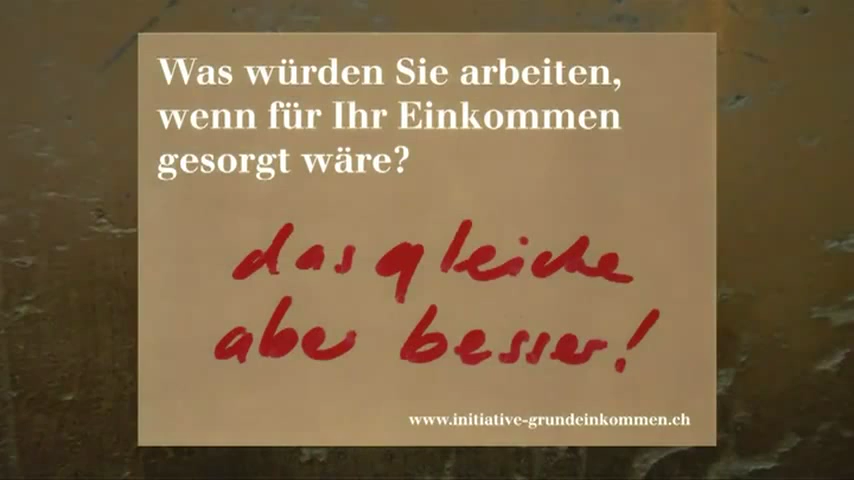 Was würden Sie arbeiten,
wenn für Ihr Einkommen
gesorgt wäre?
das gleiche
aber besser!
www.initiative-grundeinkommen.ch